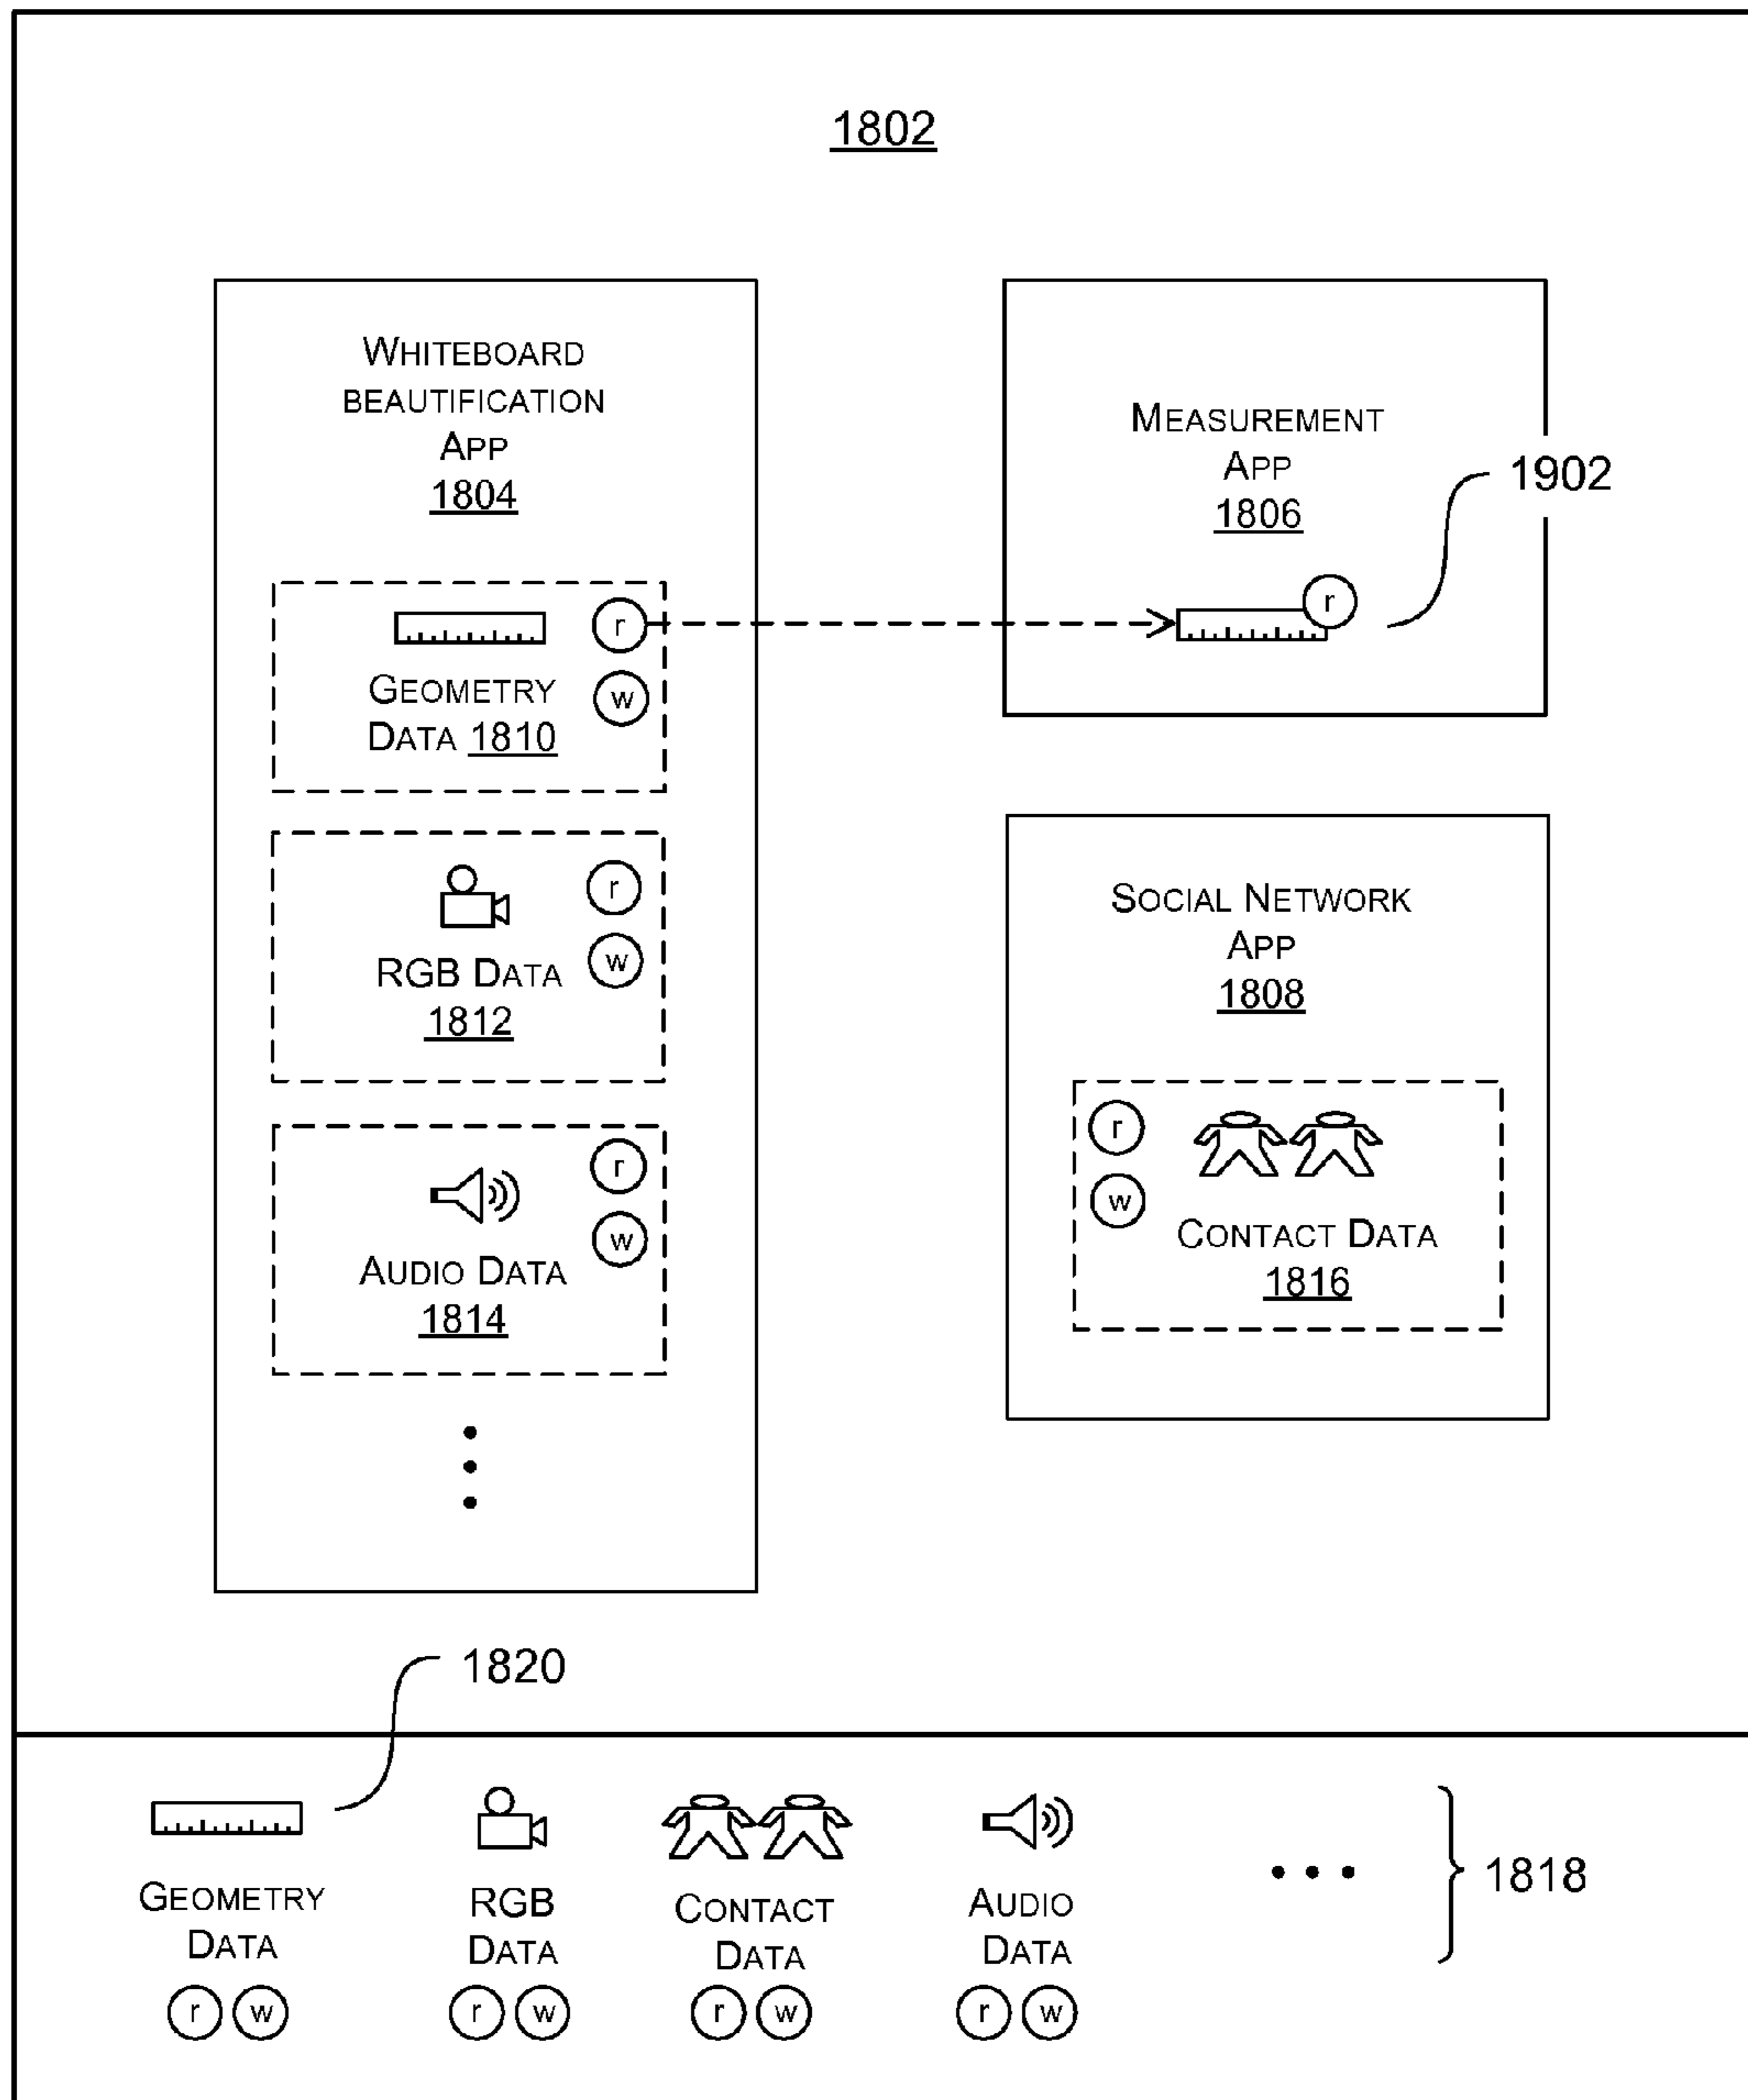 1802
WHITEBOARD
BEAUTIFICATION
APP
1804
GEOMETRY
DATA 1810
r
w
RGB DATA
1812
r
w
AUDIO DATA
1814
r
w
MEASUREMENT
APP
1806
r
1902
SOCIAL NETWORK
APP
1808
r
w
CONTACT DATA
1816
1820
GEOMETRY
DATA
r w
RGB
DATA
r w
CONTACT
DATA
r w
AUDIO
DATA
r w
1818